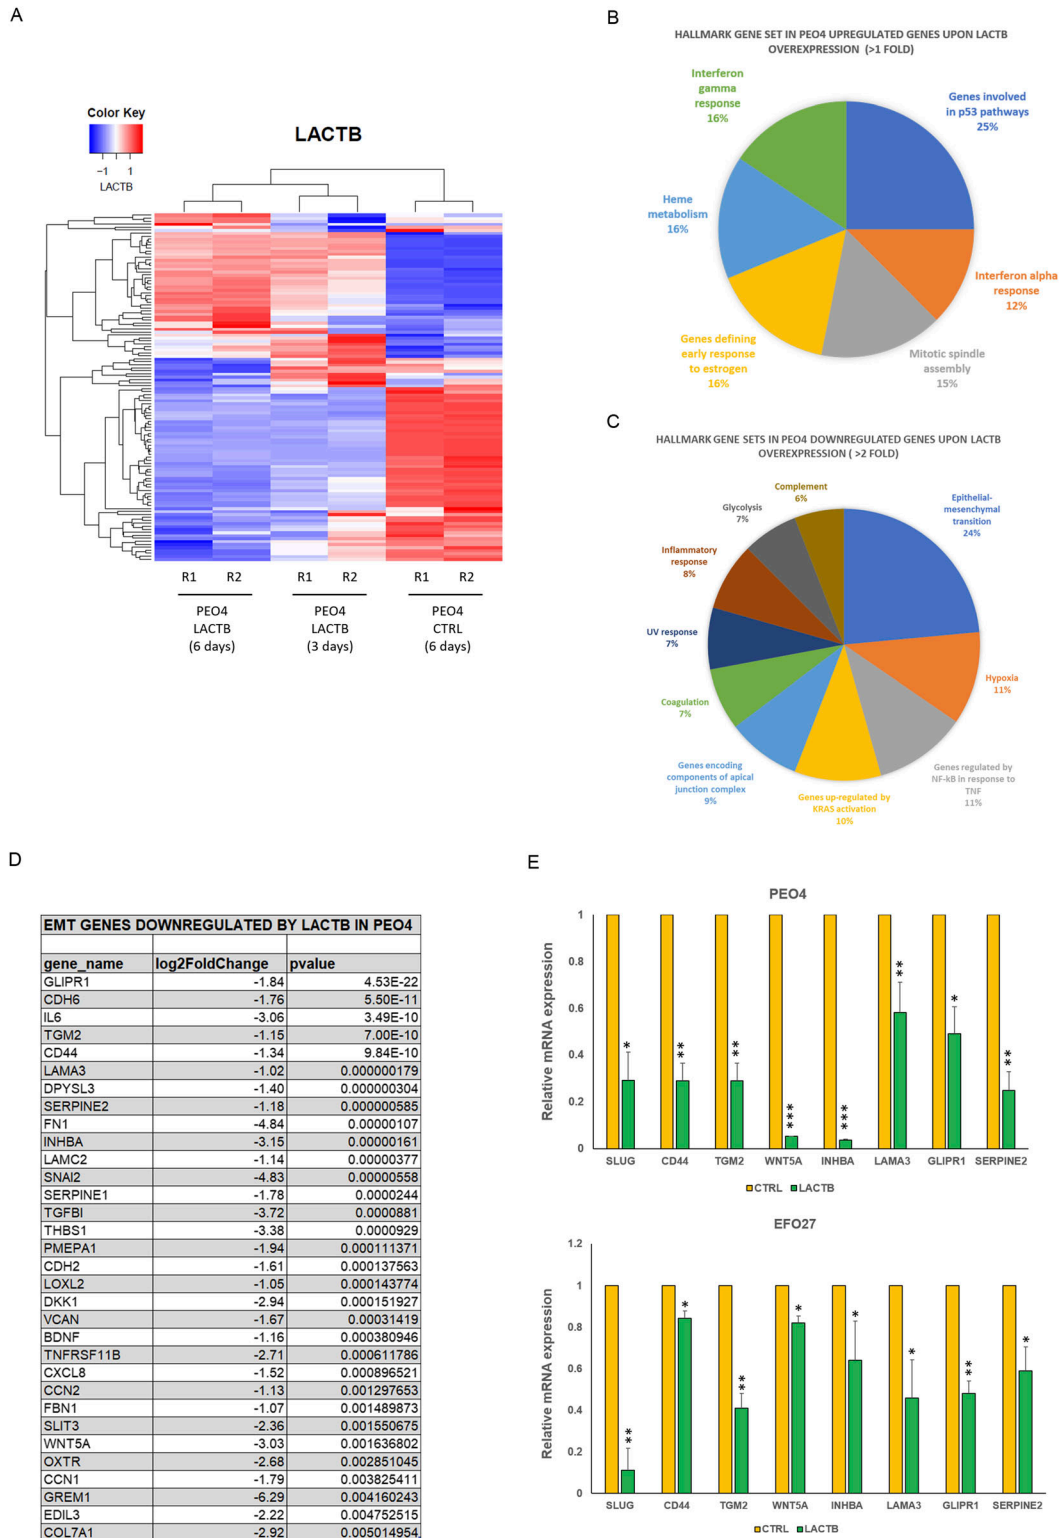 A
Color Key
−1 1
LACTB
LACTB
R1 R2 R1 R2 R1 R2
PEO4 PEO4 PEO4
LACTB LACTB CTRL
(6 days) (3 days) (6 days)
B
HALLMARK GENE SET IN PEO4 UPREGULATED GENES UPON LACTB
OVEREXPRESSION (>1 FOLD)
Interferon
gamma
response
16%
Genes involved
in p53 pathways
25%
Heme
metabolism
16%
Interferon alpha
response
12%
Genes defining
early response
to estrogen
16%
Mitotic spindle
assembly
15%
C
HALLMARK GENE SETS IN PEO4 DOWNREGULATED GENES UPON LACTB
OVEREXPRESSION ( >2 FOLD)
Complement
6%
Epithelial-
mesenchymal
transition
24%
Glycolysis
7%
Inflammatory
response
8%
UV response
7%
Hypoxia
11%
Coagulation
7%
Genes encoding
components of apical
junction complex
9%
Genes up-regulated by
KRAS activation
10%
Genes regulated by
NF-kB in response to
TNF
11%
D
EMT GENES DOWNREGULATED BY LACTB IN PEO4
gene_name log2FoldChange pvalue
GLIPR1 -1.84 4.53E-22
CDH6 -1.76 5.50E-11
IL6 -3.06 3.49E-10
TGM2 -1.15 7.00E-10
CD44 -1.34 9.84E-10
LAMA3 -1.02 0.000000179
DPYSL3 -1.40 0.000000304
SERPINE2 -1.18 0.000000585
FN1 -4.84 0.00000107
INHBA -3.15 0.00000161
LAMC2 -1.14 0.00000377
SNAI2 -4.83 0.00000558
SERPINE1 -1.78 0.0000244
TGFBI -3.72 0.0000881
THBS1 -3.38 0.0000929
PMEPA1 -1.94 0.000111371
CDH2 -1.61 0.000137563
LOXL2 -1.05 0.000143774
DKK1 -2.94 0.000151927
VCAN -1.67 0.00031419
BDNF -1.16 0.000380946
TNFRSF11B -2.71 0.000611786
CXCL8 -1.52 0.000896521
CCN2 -1.13 0.001297653
FBN1 -1.07 0.001489873
SLIT3 -2.36 0.001550675
WNT5A -3.03 0.001636802
OXTR -2.68 0.002851045
CCN1 -1.79 0.003825411
GREM1 -6.29 0.004160243
EDIL3 -2.22 0.004752515
COL7A1 -2.92 0.005014954
E
PEO4
Relative mRNA expression
1
0.8
0.6
0.4
0.2
0
* ** ** *** *** ** * **
SLUG CD44 TGM2 WNT5A INHBA LAMA3 GLIPR1 SERPINE2
CTRL LACTB
EFO27
Relative mRNA expression
1.2
1
0.8
0.6
0.4
0.2
0
** * ** * * * ** *
SLUG CD44 TGM2 WNT5A INHBA LAMA3 GLIPR1 SERPINE2
CTRL LACTB